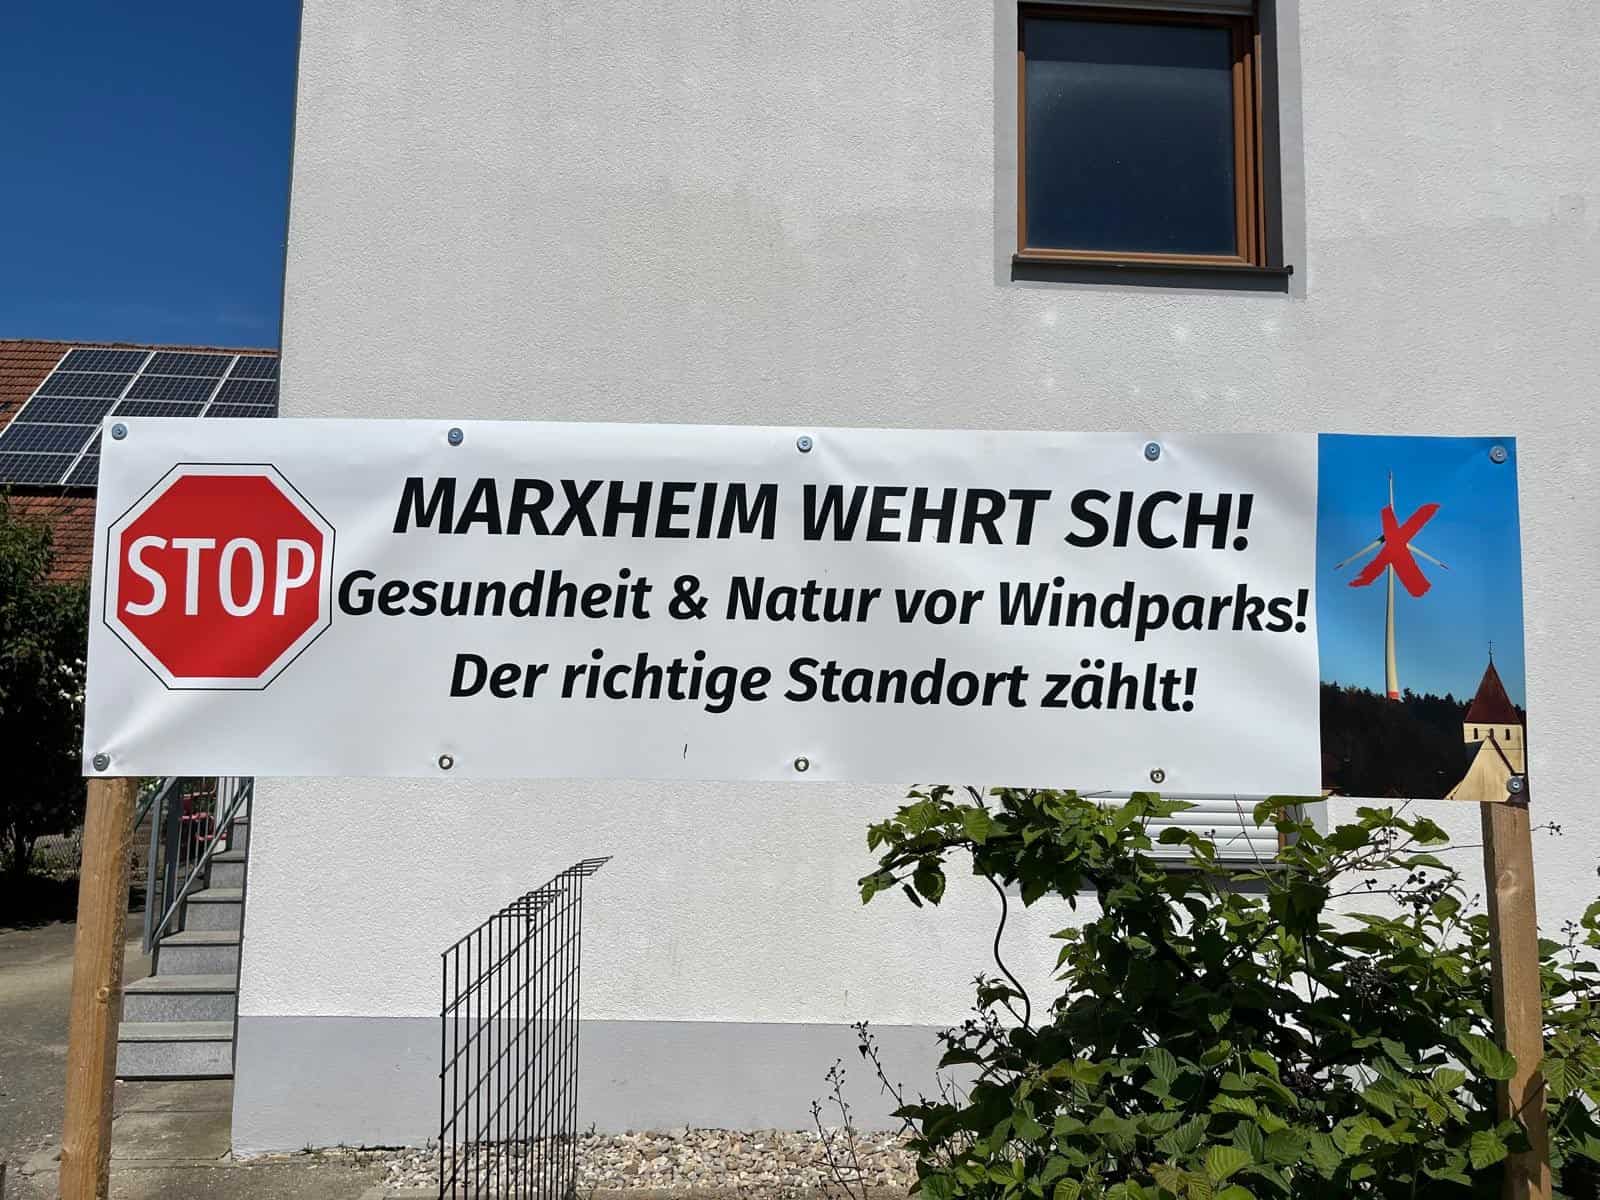 STOP
MARXHEIM WEHRT SICH!
Gesundheit & Natur vor Windparks!
Der richtige Standort zählt!